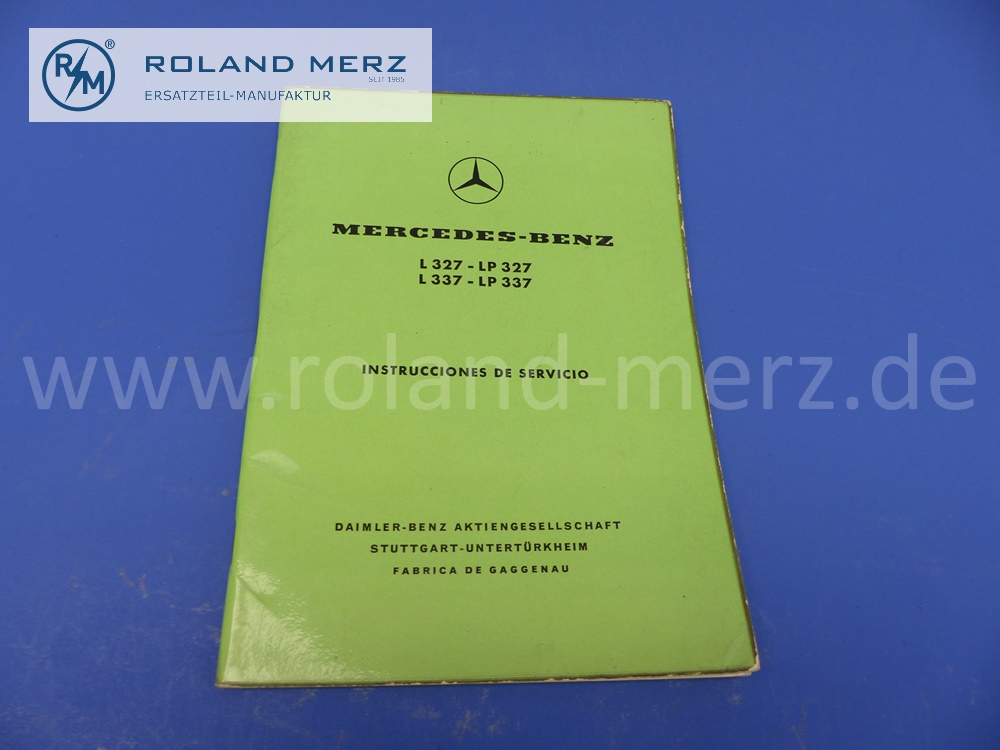 R/M®
ROLAND MERZ
SEIT 1985
ERSATZTEIL-MANUFAKTUR
MERCEDES-BENZ
L 327 - LP 327
L 337 - LP 337
www.roland-merz.de
INSTRUCCIONES DE SERVICIO
DAIMLER-BENZ AKTIENGESELLSCHAFT
STUTTGART-UNTERTÜRKHEIM
FABRICA DE GAGGENAU